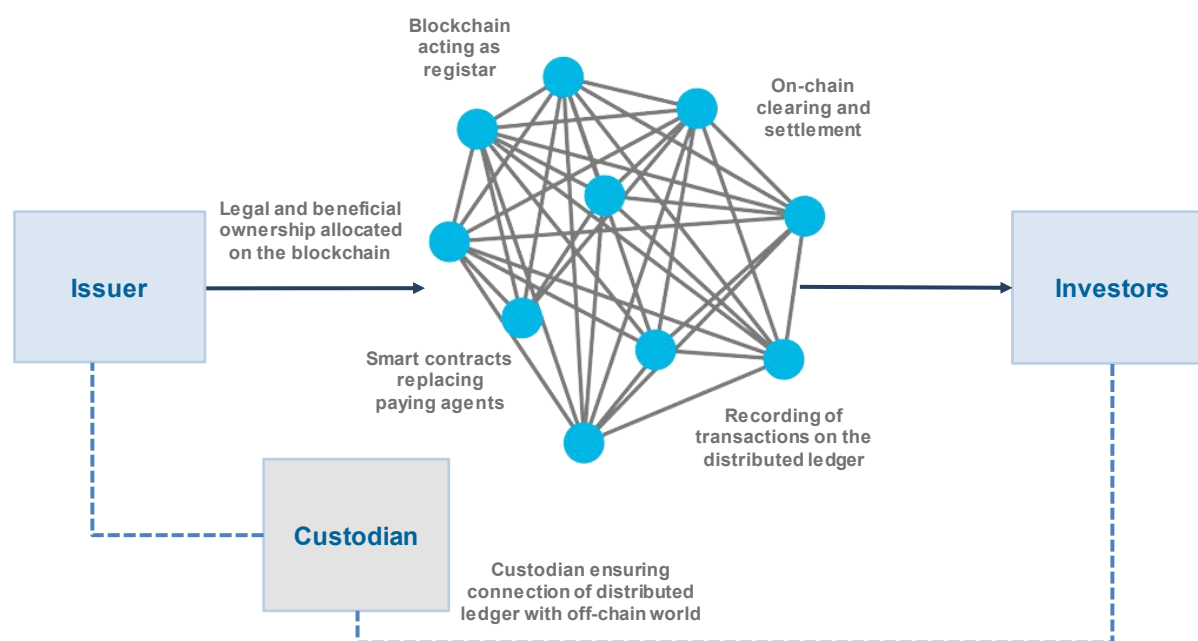 Blockchain
acting as
registar
On-chain
clearing and
settlement
Legal and beneficial
ownership allocated
on the blockchain
Issuer
Investors
Smart contracts
replacing
paying agents
Recording of
transactions on the
distributed ledger
Custodian
Custodian ensuring
connection of distributed
ledger with off-chain world